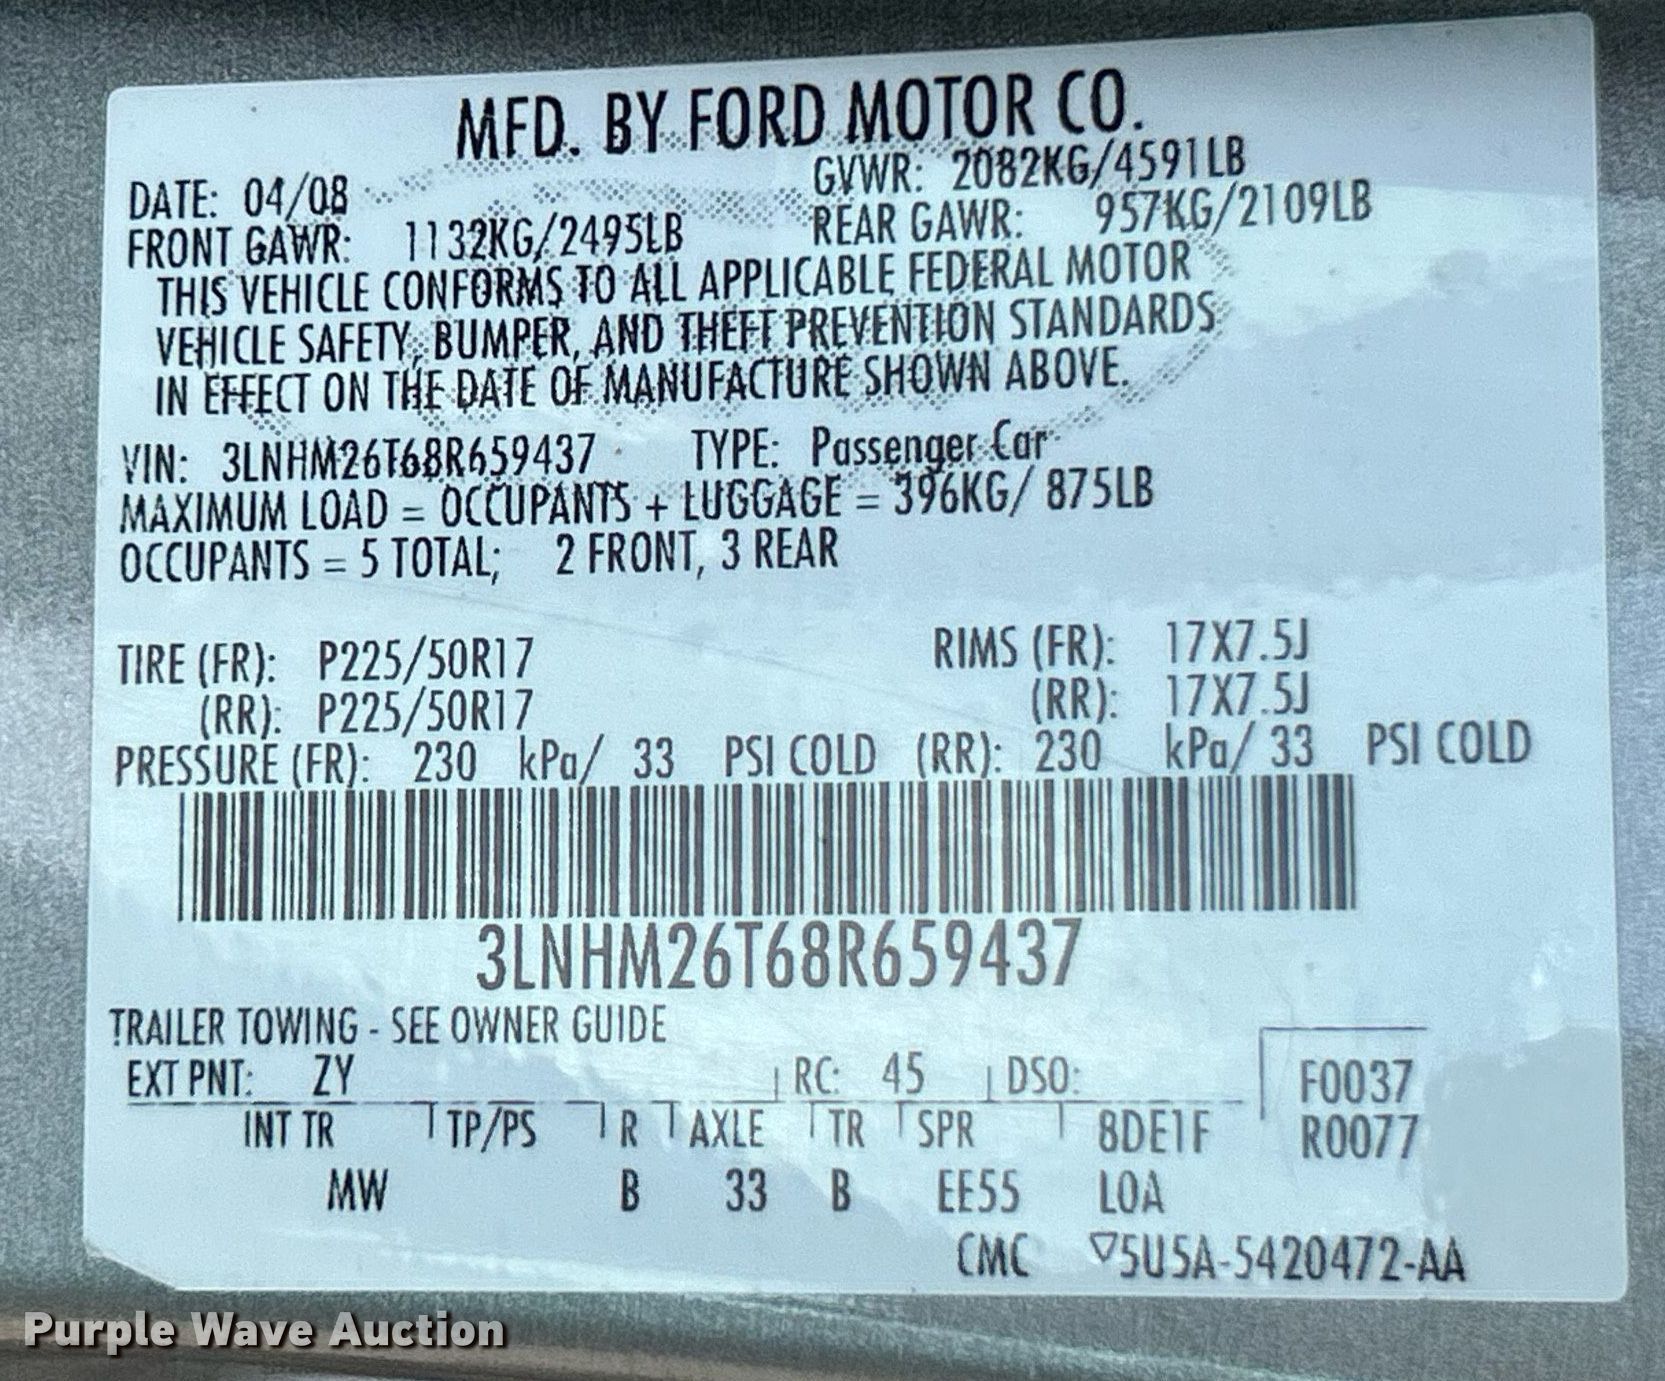 MFD. BY FORD MOTOR CO.
DATE: 04/08 GVWR: 2082KG/4591LB
FRONT GAWR: 1132KG/2495LB REAR GAWR: 957KG/2109LB
THIS VEHICLE CONFORMS TO ALL APPLICABLE FEDERAL MOTOR
VEHICLE SAFETY, BUMPER, AND THEFT PREVENTION STANDARDS
IN EFFECT ON THE DATE OF MANUFACTURE SHOWN ABOVE.
VIN: 3LNHM26T68R659437 TYPE: Passenger Car
MAXIMUM LOAD = OCCUPANTS + LUGGAGE = 396KG/ 875LB
OCCUPANTS = 5 TOTAL; 2 FRONT, 3 REAR
TIRE (FR): P225/50R17 RIMS (FR): 17X7.5J
(RR): P225/50R17 (RR): 17X7.5J
PRESSURE (FR): 230 kPa/ 33 PSI COLD (RR): 230 kPa/ 33 PSI COLD
3LNHM26T68R659437
TRAILER TOWING - SEE OWNER GUIDE
EXT PNT: ZY RC: 45 DSO: F0037
INT TR TP/PS R AXLE TR SPR 8DE1F R0077
MW B 33 B EE55 LOA
CMC ▽5U5A-5420472-AA
Purple Wave Auction